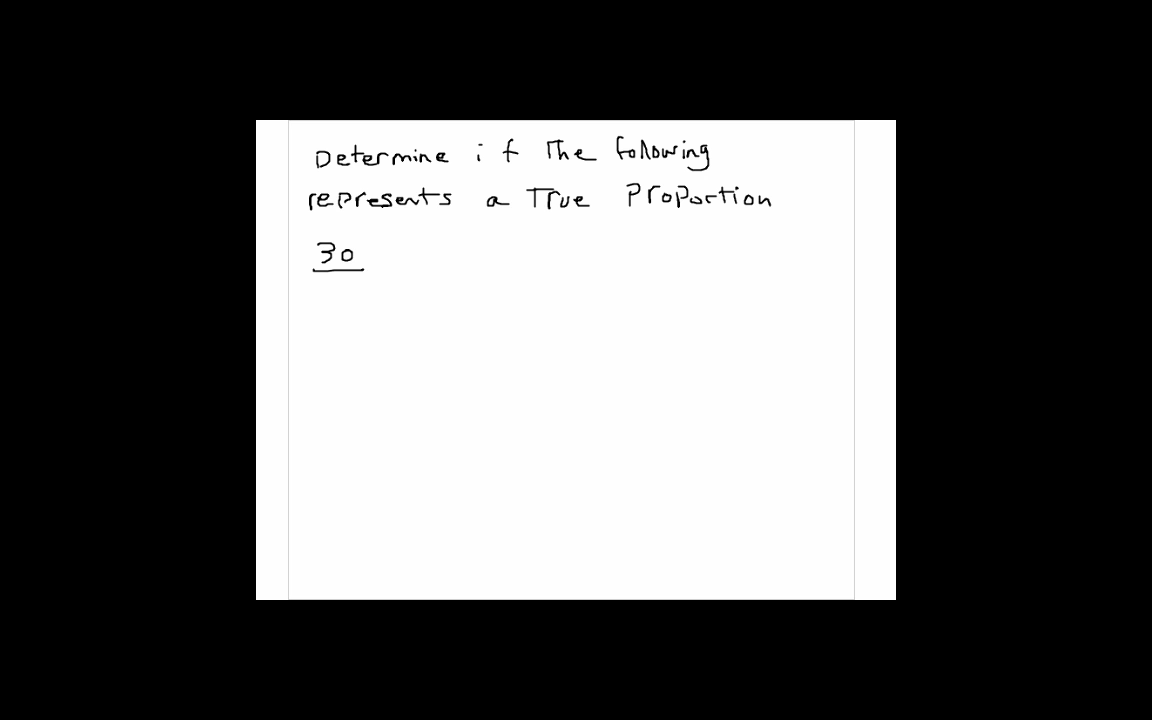 Determine if The following
represents a True Proportion
30